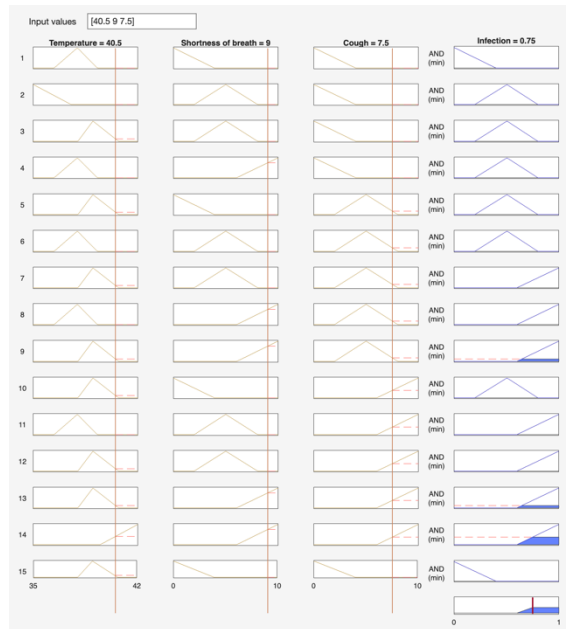 Input values [40.5 9 7.5]
Temperature = 40.5 Shortness of breath = 9 Cough = 7.5 Infection = 0.75
1 AND
(min)
2 AND
(min)
3 AND
(min)
4 AND
(min)
5 AND
(min)
6 AND
(min)
7 AND
(min)
8 AND
(min)
9 AND
(min)
10 AND
(min)
11 AND
(min)
12 AND
(min)
13 AND
(min)
14 AND
(min)
15 AND
(min)
35 42 0 10 0 10
0 1